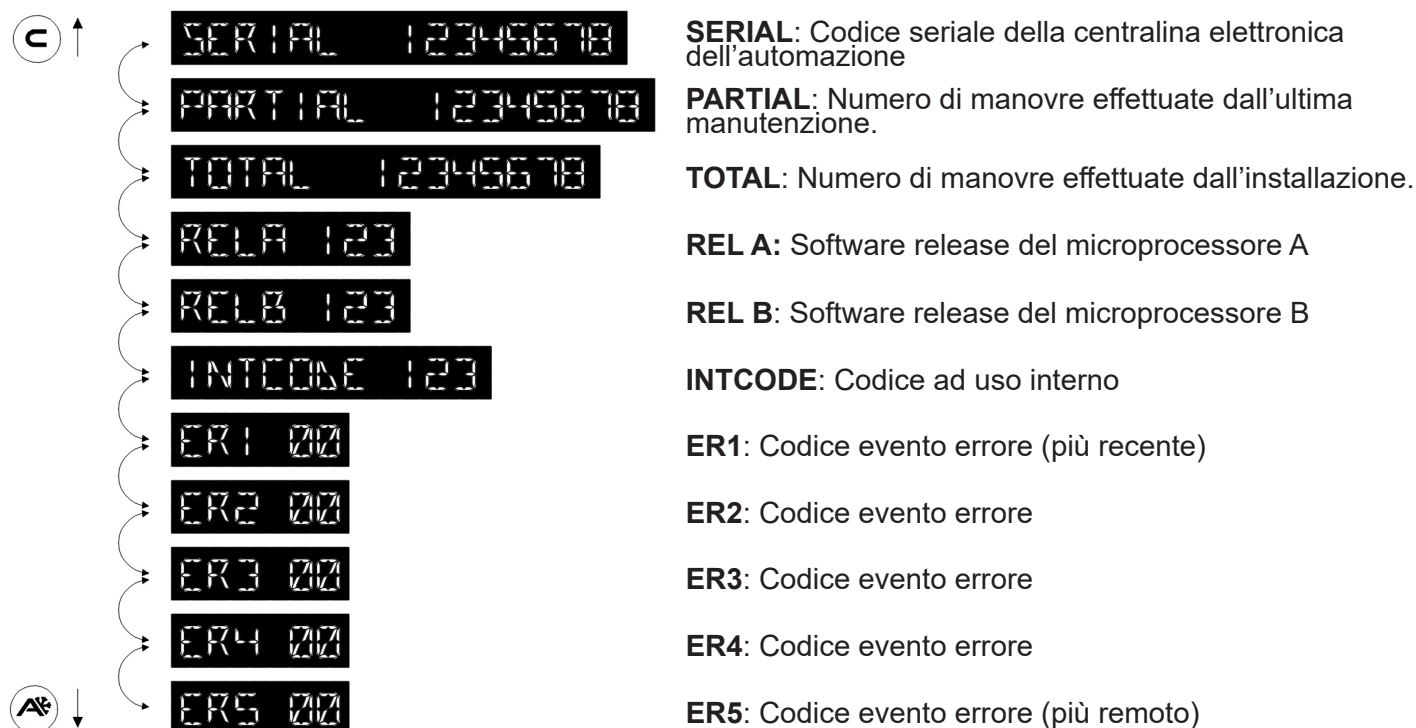 SERIAL 12345678
SERIAL: Codice seriale della centralina elettronica
dell'automazione
PARTIAL 12345678
PARTIAL: Numero di manovre effettuate dall'ultima
manutenzione.
TOTAL 12345678
TOTAL: Numero di manovre effettuate dall'installazione.
RELA 123
REL A: Software release del microprocessore A
RELB 123
REL B: Software release del microprocessore B
INTCODE 123
INTCODE: Codice ad uso interno
ER1 00
ER1: Codice evento errore (più recente)
ER2 00
ER2: Codice evento errore
ER3 00
ER3: Codice evento errore
ER4 00
ER4: Codice evento errore
ER5 00
ER5: Codice evento errore (più remoto)